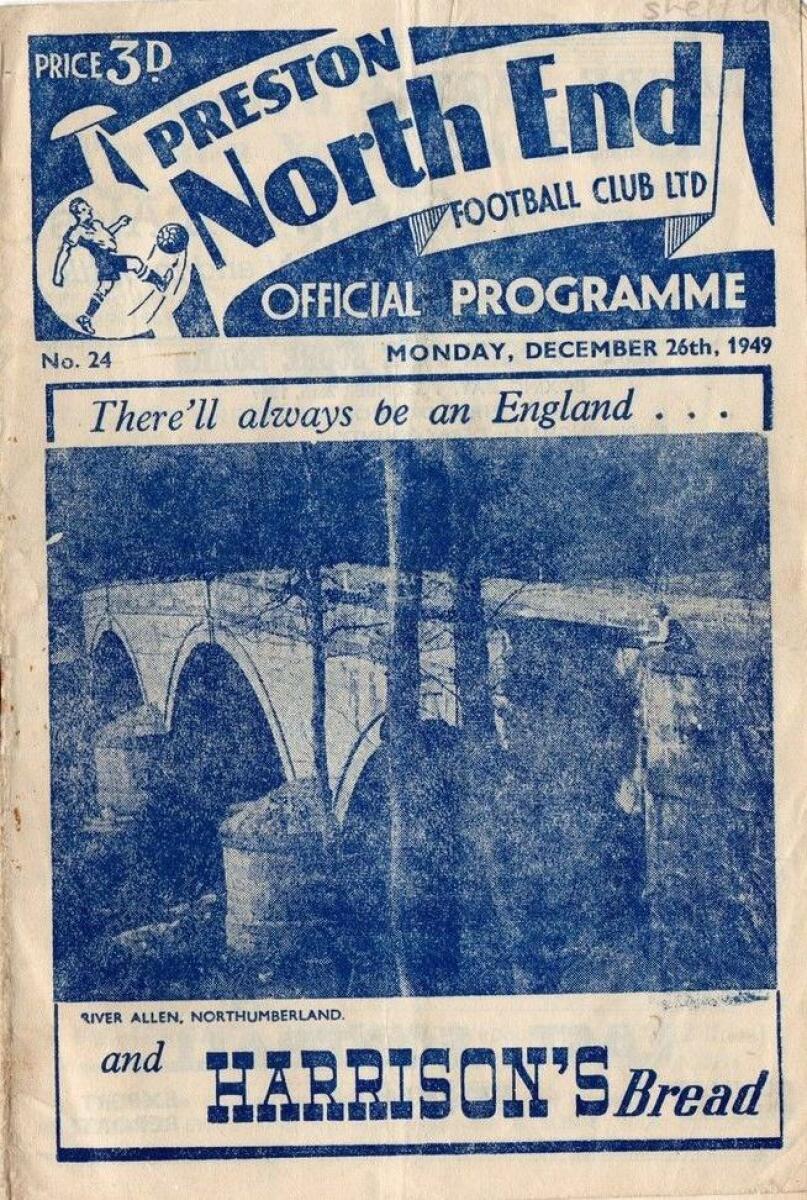 PRICE 3D.
PRESTON
North End
FOOTBALL CLUB LTD
OFFICIAL PROGRAMME
No. 24
MONDAY, DECEMBER 26th, 1949
There'll always be an England . . .
RIVER ALLEN, NORTHUMBERLAND.
and
HARRISON'S Bread